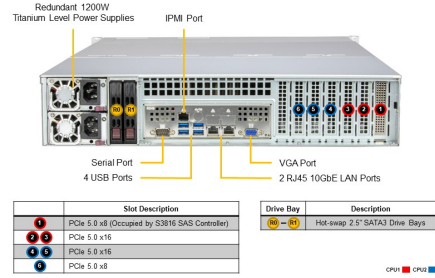 Redundant 1200W
Titanium Level Power Supplies
IPMI Port
R0 R1
6 5 4 3 2 1
Serial Port
4 USB Ports
VGA Port
2 RJ45 10GbE LAN Ports
Slot Description
1 PCIe 5.0 x8 (Occupied by S3816 SAS Controller)
2 3 PCIe 5.0 x16
4 5 PCIe 5.0 x16
6 PCIe 5.0 x8
Drive Bay Description
R0 – R1 Hot-swap 2.5" SATA3 Drive Bays
CPU1 CPU2